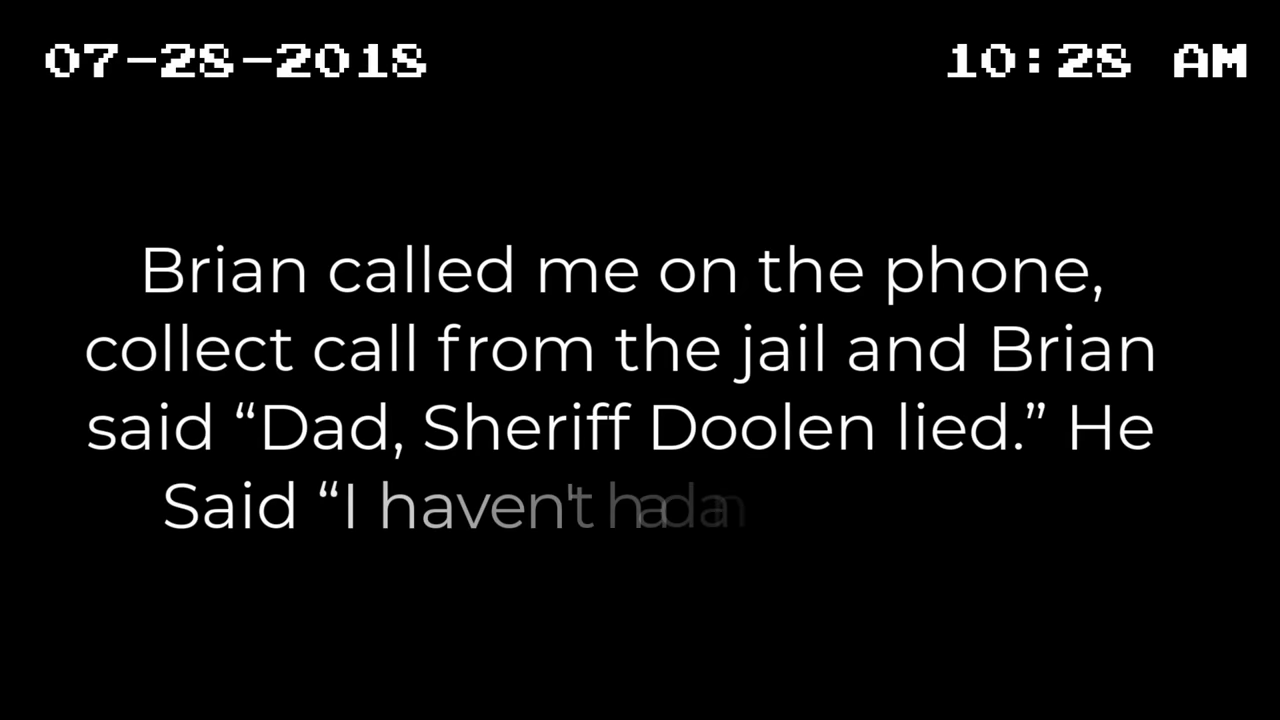 07-28-2018
10:28 AM
Brian called me on the phone,
collect call from the jail and Brian
said “Dad, Sheriff Doolen lied.” He
Said “I haven't had